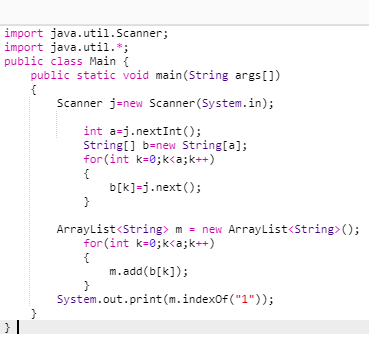 import java.util.Scanner;
import java.util.*;
public class Main {
    public static void main(String args[])
    {
        Scanner j=new Scanner(System.in);

            int a=j.nextInt();
            String[] b=new String[a];
            for(int k=0;k<a;k++)
            {
                b[k]=j.next();
            }

        ArrayList<String> m = new ArrayList<String>();
            for(int k=0;k<a;k++)
            {
                m.add(b[k]);
            }
        System.out.print(m.indexOf("1"));
    }
}